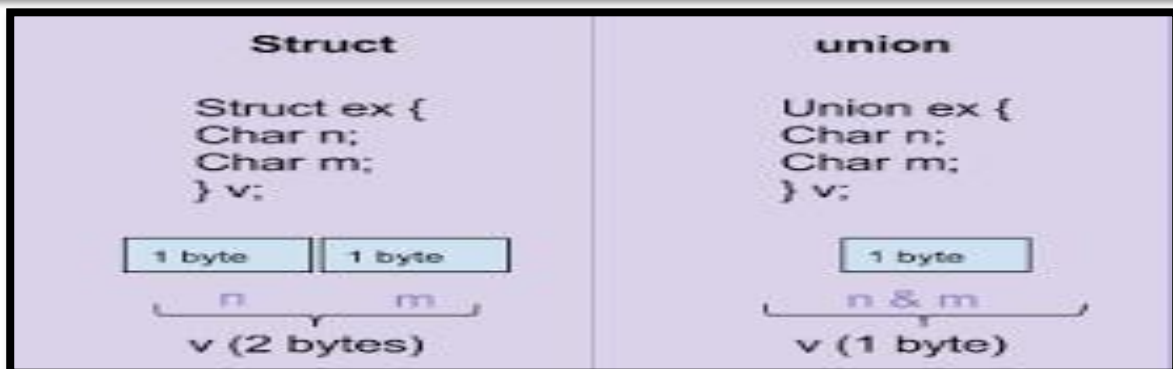 Struct
Struct ex {
Char n;
Char m;
} v;
1 byte 1 byte
n m
v (2 bytes)
union
Union ex {
Char n;
Char m;
} v;
1 byte
n & m
v (1 byte)